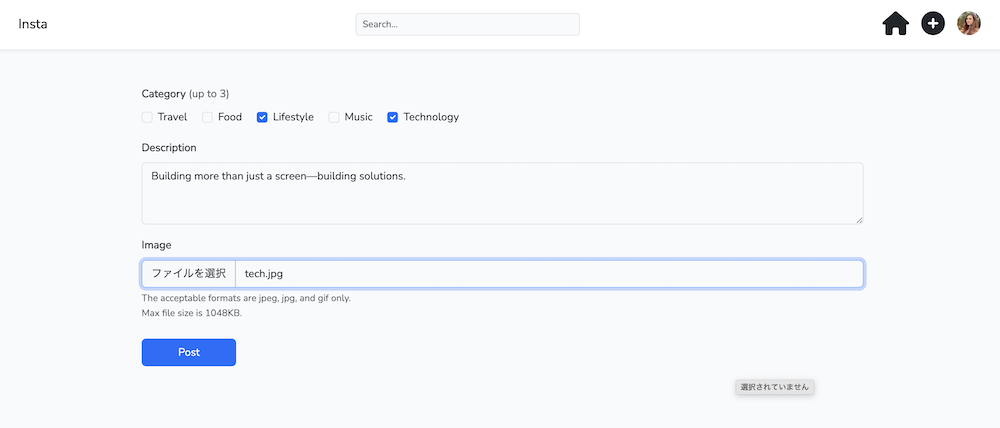 Insta
Search...
Category (up to 3)
Travel Food Lifestyle Music Technology
Description
Building more than just a screen—building solutions.
Image
ファイルを選択 tech.jpg
The acceptable formats are jpeg, jpg, and gif only.
Max file size is 1048KB.
Post
選択されていません